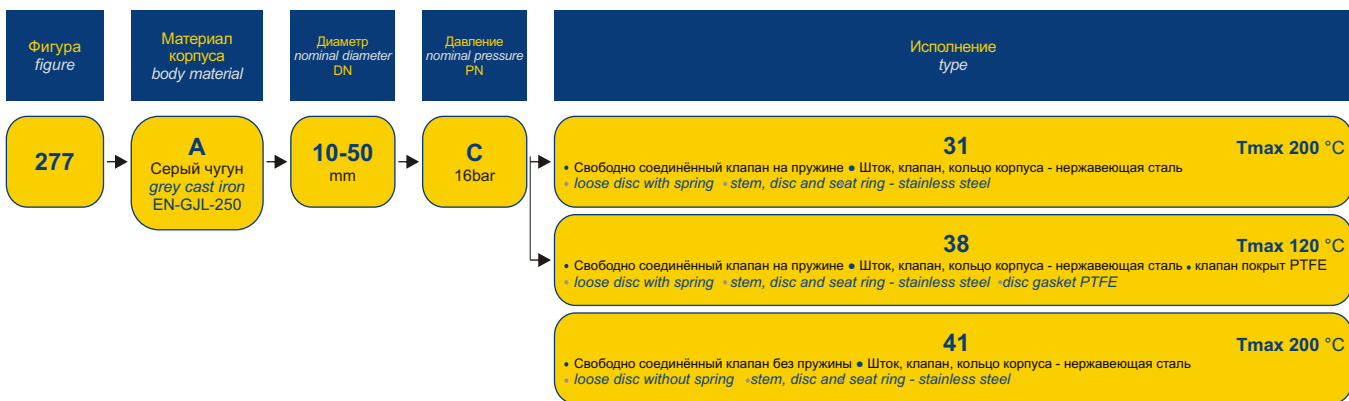 Фигура
figure
Материал
корпуса
body material
Диаметр
nominal diameter
DN
Давление
nominal pressure
PN
Исполнение
type
277
A
Серый чугун
grey cast iron
EN-GJL-250
10-50
mm
C
16bar
31 Tmax 200 °C
• Свободно соединённый клапан на пружине ● Шток, клапан, кольцо корпуса - нержавеющая сталь
• loose disc with spring • stem, disc and seat ring - stainless steel
38 Tmax 120 °C
• Свободно соединённый клапан на пружине ● Шток, клапан, кольцо корпуса - нержавеющая сталь • клапан покрыт PTFE
• loose disc with spring • stem, disc and seat ring - stainless steel • disc gasket PTFE
41 Tmax 200 °C
• Свободно соединённый клапан без пружины ● Шток, клапан, кольцо корпуса - нержавеющая сталь
• loose disc without spring • stem, disc and seat ring - stainless steel